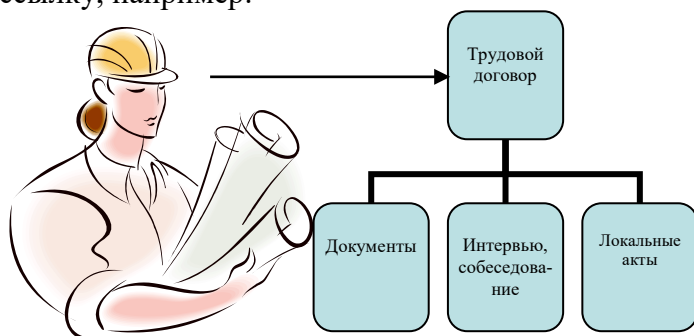 например:
Трудовой
договор
Документы
Интервью,
собеседова-
ние
Локальные
акты